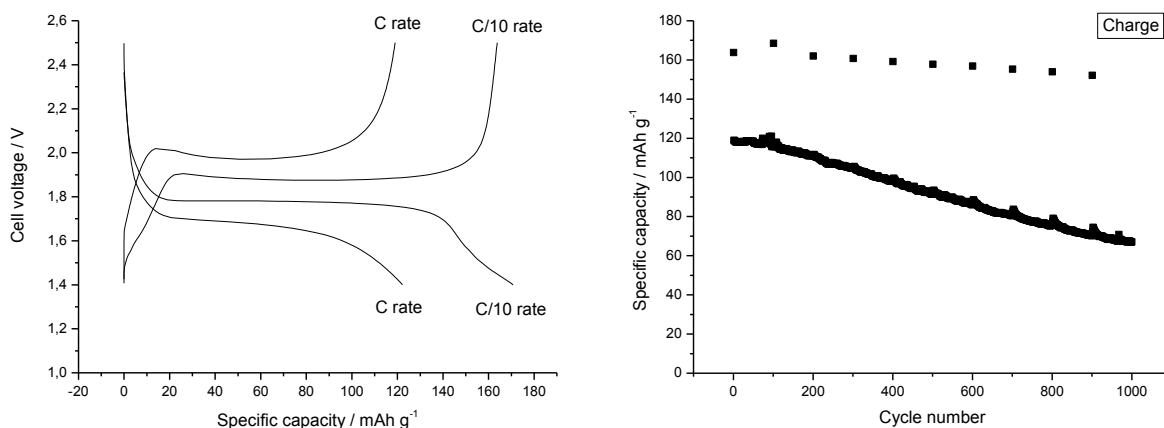 2,6
2,4
2,2
2,0
1,8
1,6
1,4
1,2
1,0
Cell voltage / V
C rate
C/10 rate
C rate
C/10 rate
-20 0 20 40 60 80 100 120 140 160 180
Specific capacity / mAh g⁻¹
Charge
180
160
140
120
100
80
60
40
20
0
Specific capacity / mAh g⁻¹
0 200 400 600 800 1000
Cycle number